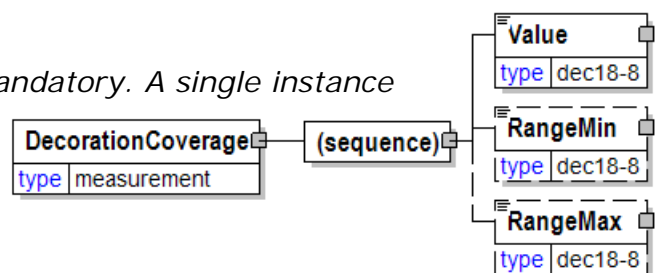 Value
type dec18-8
andatory. A single instance
RangeMin
DecorationCoverage
(sequence)
type dec18-8
type measurement
RangeMax
type dec18-8